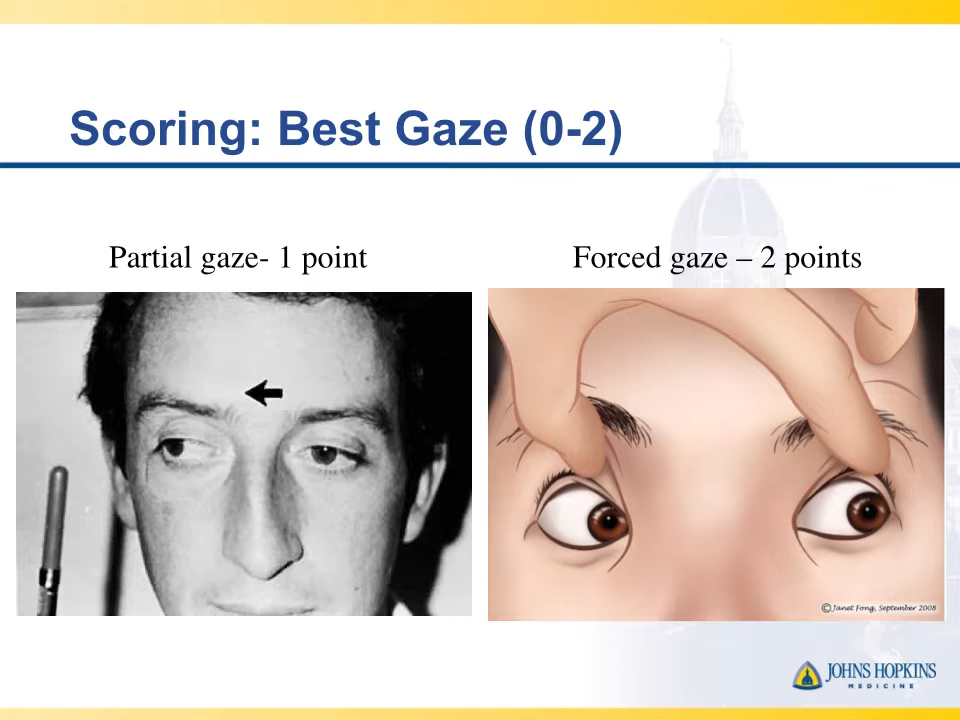 Scoring: Best Gaze (0-2)
Partial gaze- 1 point
Forced gaze – 2 points
©Janet Fong, September 2008
JOHNS HOPKINS
MEDICINE